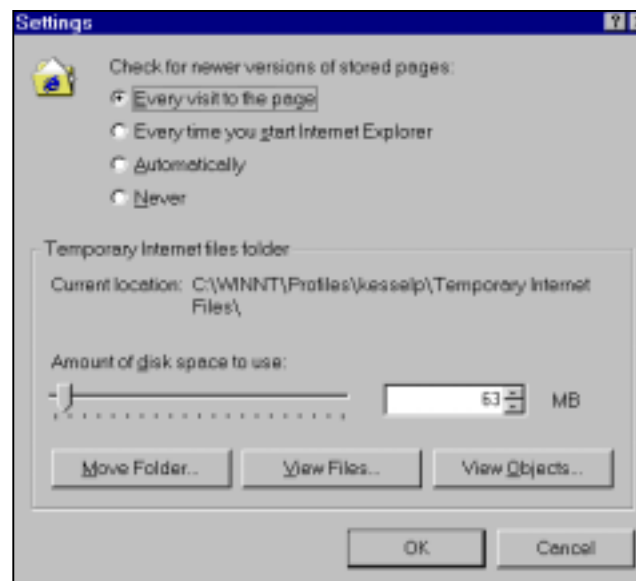 Settings
Check for newer versions of stored pages:
Every visit to the page
Every time you start Internet Explorer
Automatically
Never
Temporary Internet files folder
Current location: C:\WINNT\Profiles\kesselp\Temporary Internet
Files\
Amount of disk space to use:
63 MB
Move Folder... View Files... View Objects...
OK Cancel